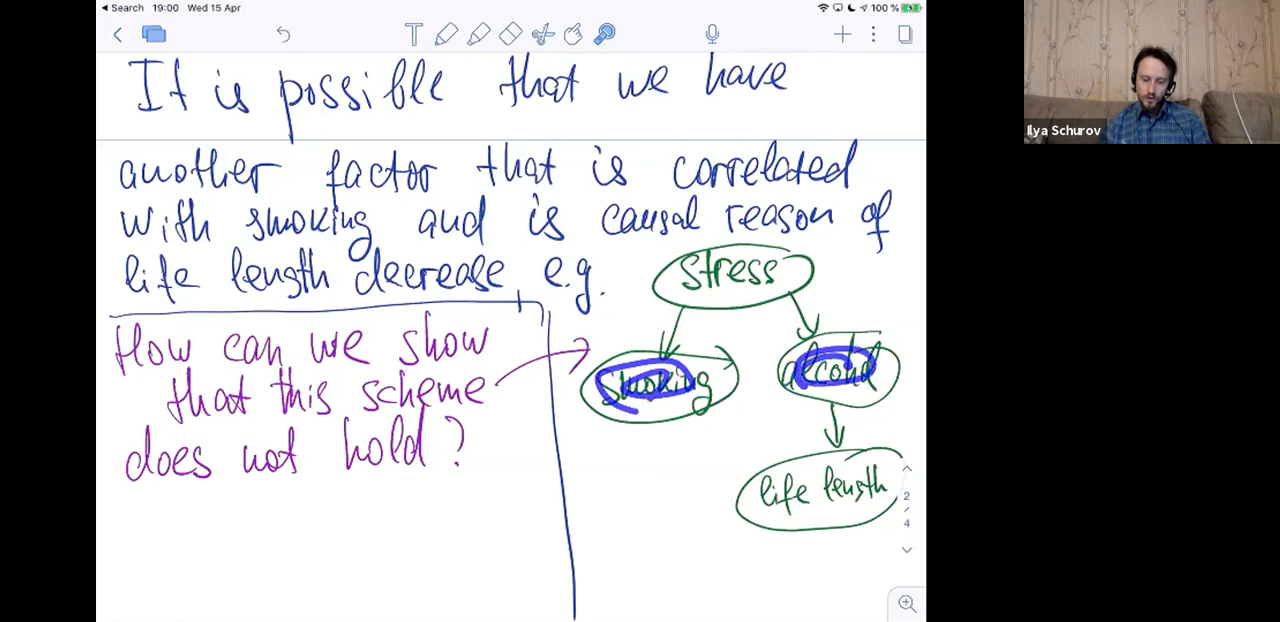 Search 19:00 Wed 15 Apr 100 %
It is possible that we have
another factor that is correlated
with smoking and is causal reason of
life length decrease, e.g.
stress
How can we show
that this scheme
does not hold?
smoking
alcohol
life length
2
/
4
Ilya Schurov